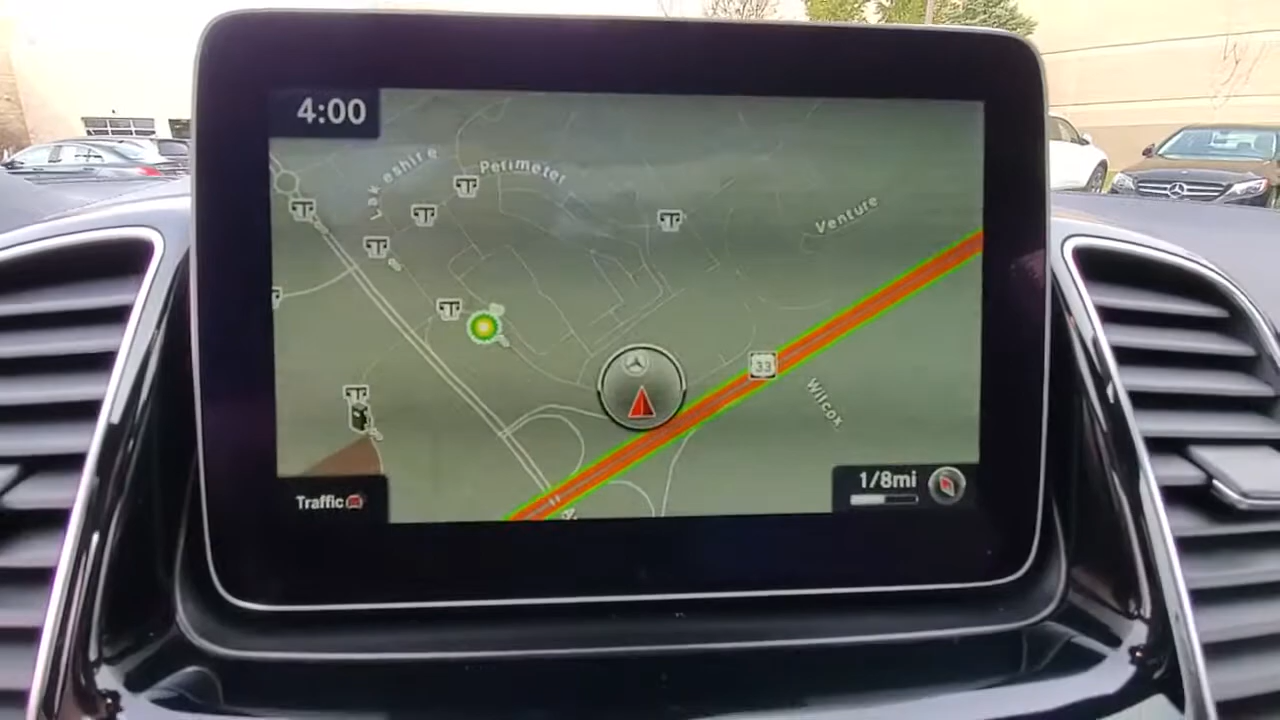 4:00
Lakeshire
Perimeter
Venture
33
Wilcox
Traffic
1/8mi